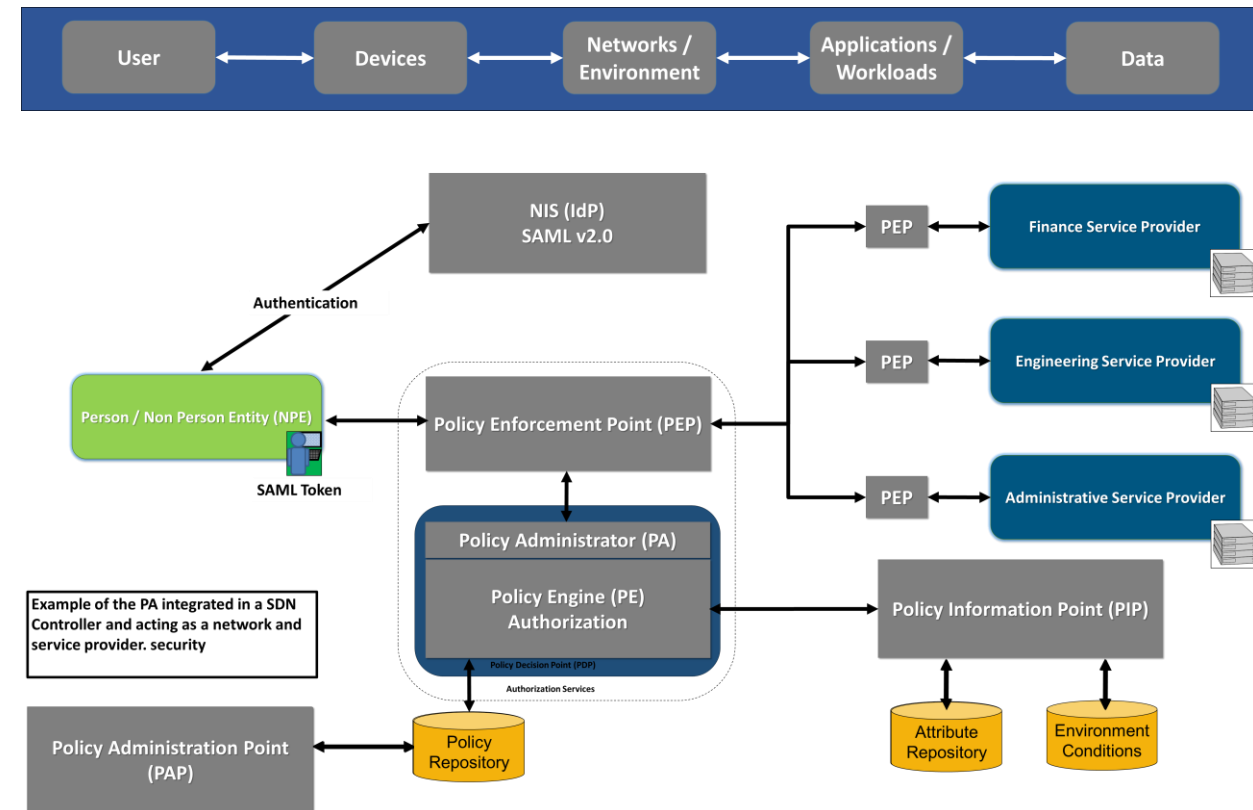 User
Devices
Networks /
Environment
Applications /
Workloads
Data
NIS (IdP)
SAML v2.0
PEP
Finance Service Provider
Authentication
PEP
Engineering Service Provider
Person / Non Person Entity (NPE)
SAML Token
Policy Enforcement Point (PEP)
PEP
Administrative Service Provider
Policy Administrator (PA)
Policy Engine (PE)
Authorization
Policy Decision Point (PDP)
Authorization Services
Policy Information Point (PIP)
Example of the PA integrated in a SDN
Controller and acting as a network and
service provider. security
Policy Administration Point
(PAP)
Policy
Repository
Attribute
Repository
Environment
Conditions